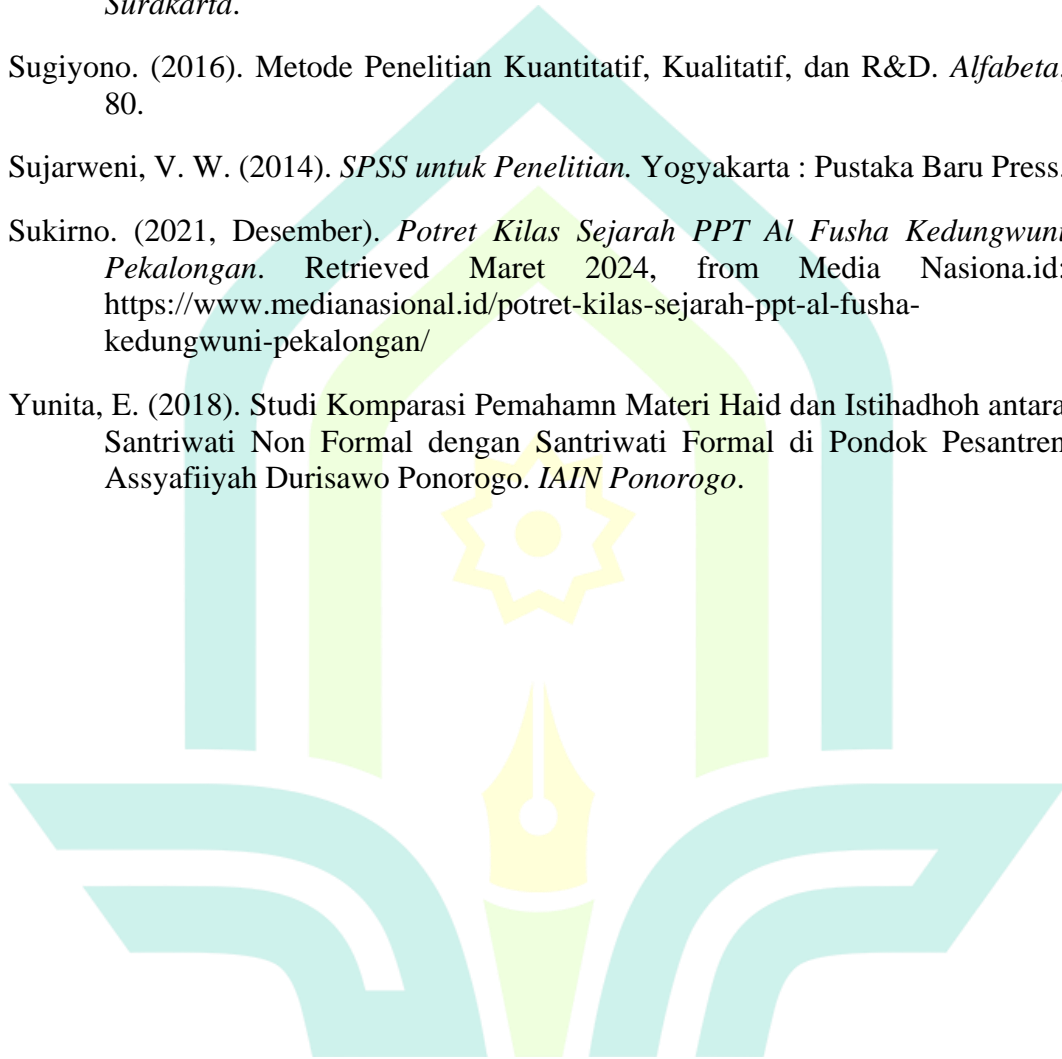 Surakarta.
Sugiyono. (2016). Metode Penelitian Kuantitatif, Kualitatif, dan R&D. Alfabeta,
80.
Sujarweni, V. W. (2014). SPSS untuk Penelitian. Yogyakarta : Pustaka Baru Press.
Sukirno. (2021, Desember). Potret Kilas Sejarah PPT Al Fusha Kedungwuni
Pekalongan. Retrieved Maret 2024, from Media Nasiona.id:
https://www.medianasional.id/potret-kilas-sejarah-ppt-al-fusha-
kedungwuni-pekalongan/
Yunita, E. (2018). Studi Komparasi Pemahamn Materi Haid dan Istihadhoh antara
Santriwati Non Formal dengan Santriwati Formal di Pondok Pesantren
Assyafiiyah Durisawo Ponorogo. IAIN Ponorogo.